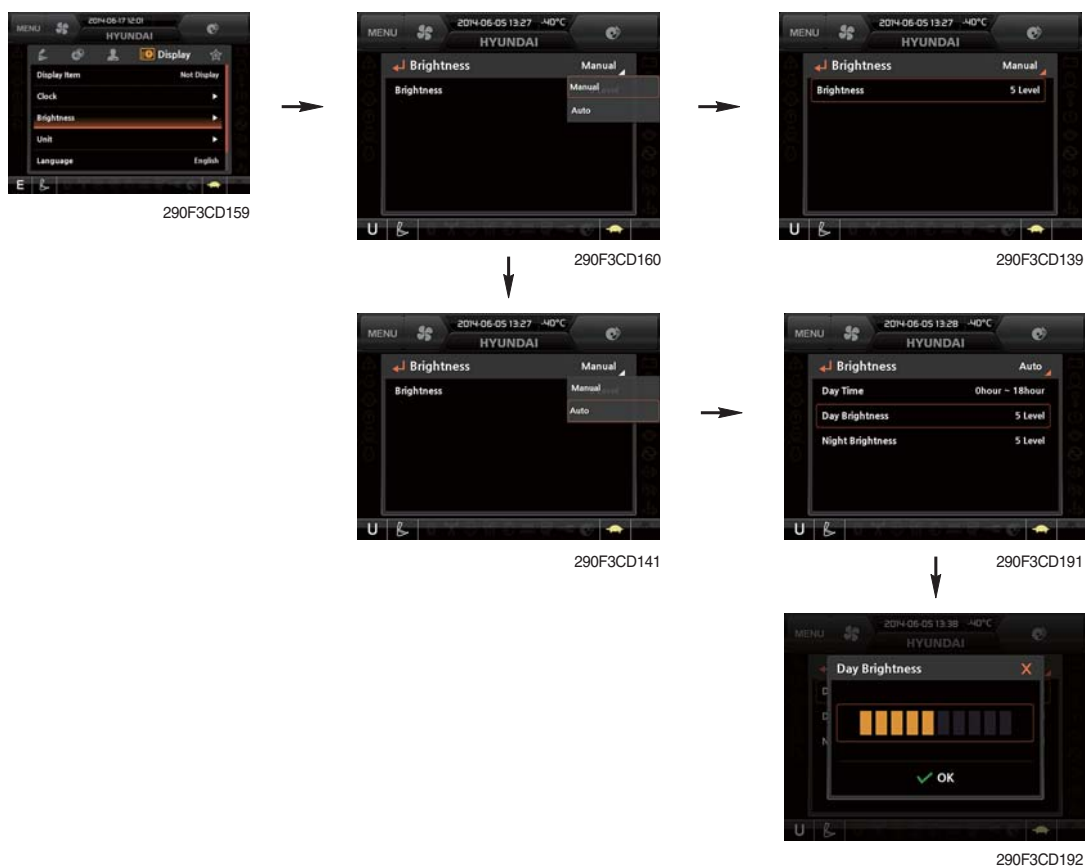 MENU
2014-06-17 12:01
HYUNDAI
Display
Display Item Not Display
Clock
Brightness
Unit
Language English
E
290F3CD159
MENU
2014-06-05 13:27 -40°C
HYUNDAI
Brightness Manual
Brightness
Manual
Auto
U
290F3CD160
MENU
2014-06-05 13:27 -40°C
HYUNDAI
Brightness Manual
Brightness 5 Level
U
290F3CD139
MENU
2014-06-05 13:27 -40°C
HYUNDAI
Brightness Manual
Brightness
Manual
Auto
U
290F3CD141
MENU
2014-06-05 13:28 -40°C
HYUNDAI
Brightness Auto
Day Time 0hour ~ 18hour
Day Brightness 5 Level
Night Brightness 5 Level
U
290F3CD191
MENU
2014-06-05 13:38 -40°C
HYUNDAI
Day Brightness X
OK
U
290F3CD192